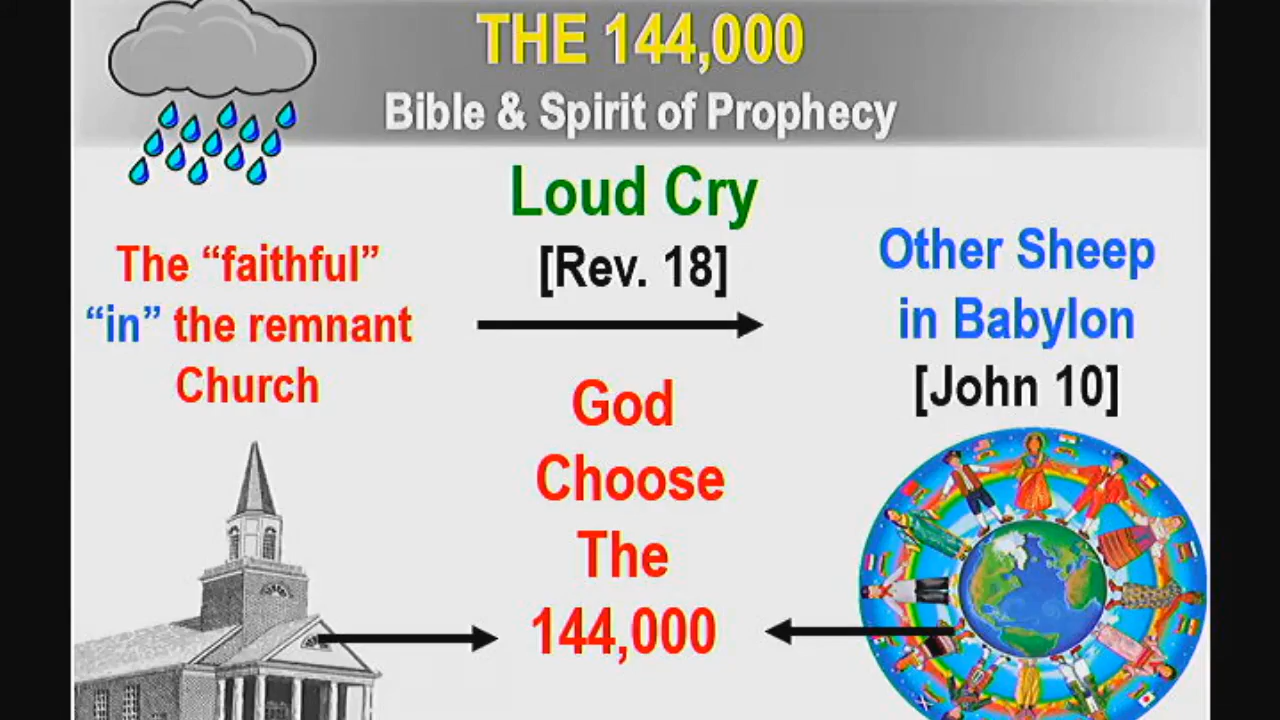 THE 144,000
Bible & Spirit of Prophecy
Loud Cry
[Rev. 18]
The “faithful”
“in” the remnant
Church
Other Sheep
in Babylon
[John 10]
God
Choose
The
144,000